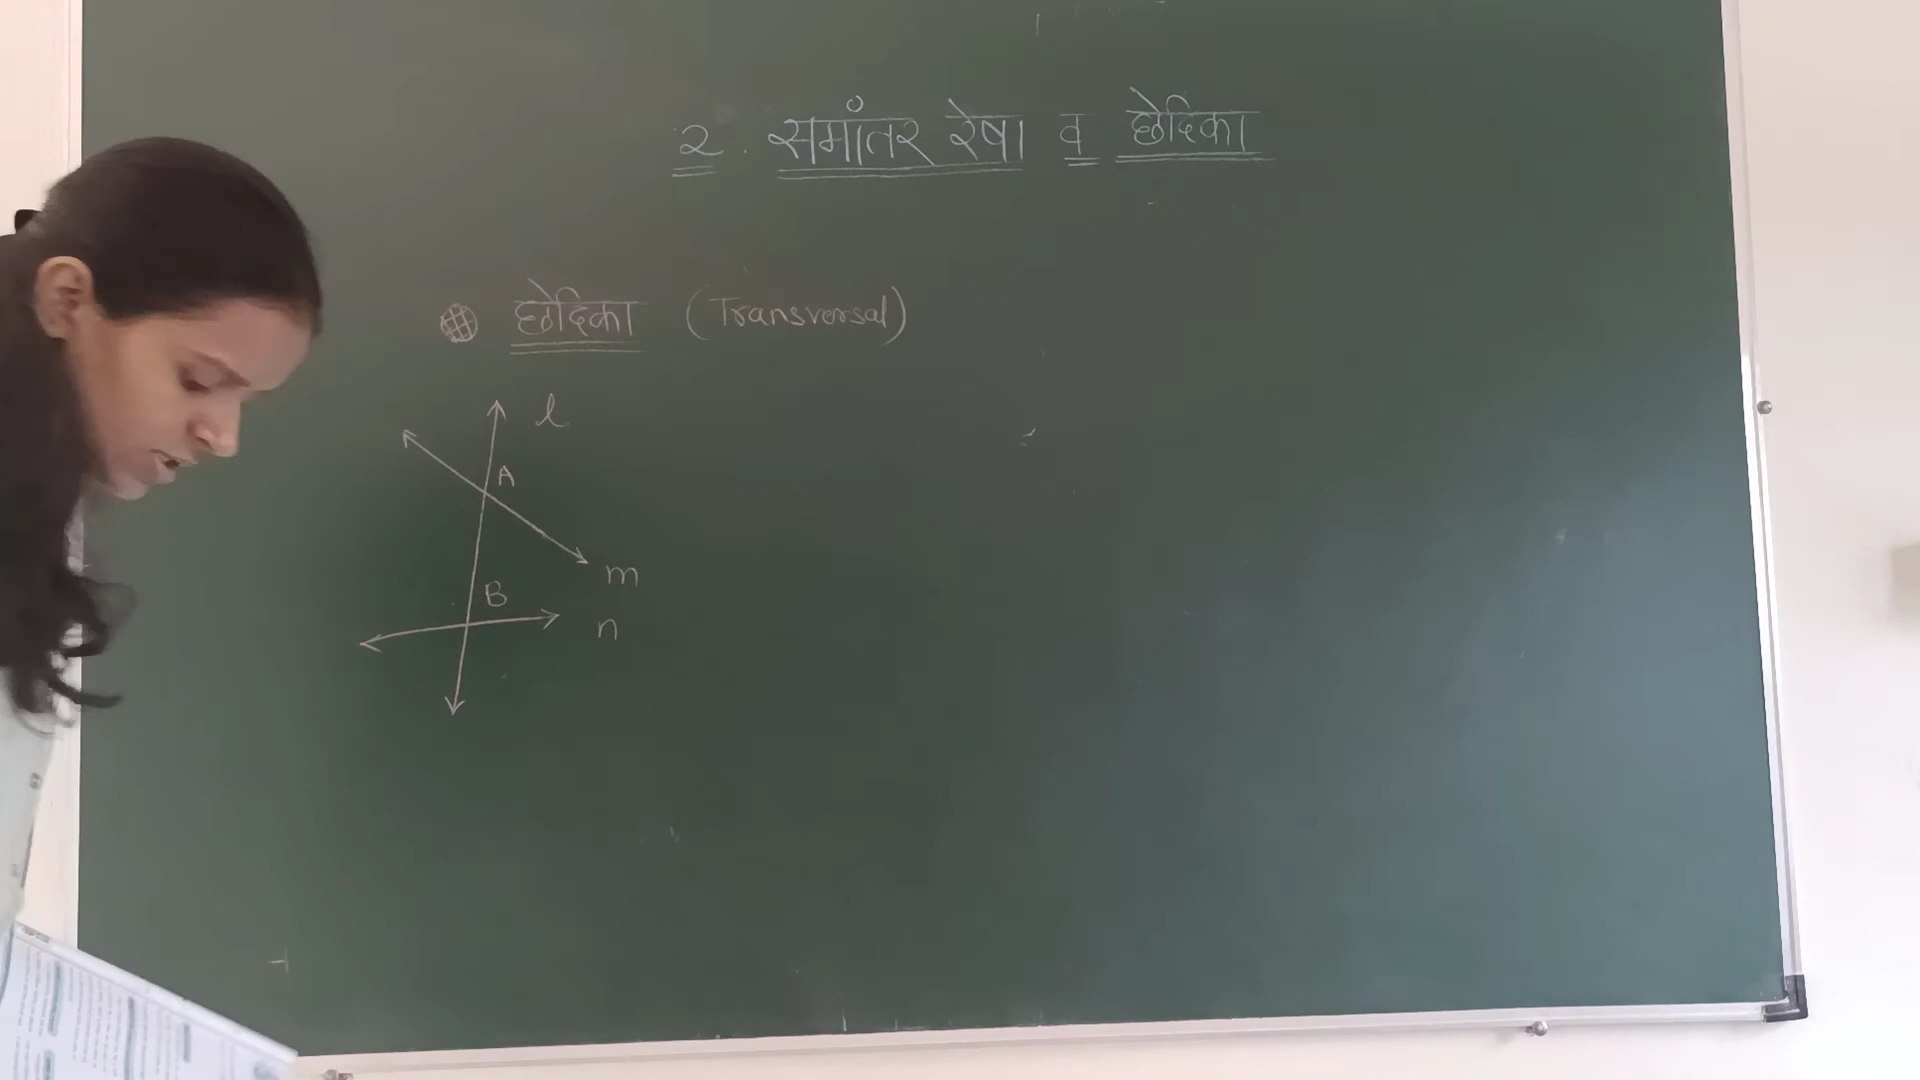 २. समांतर रेषा व छेदिका
छेदिका (Transversal)
l
A
m
B
n